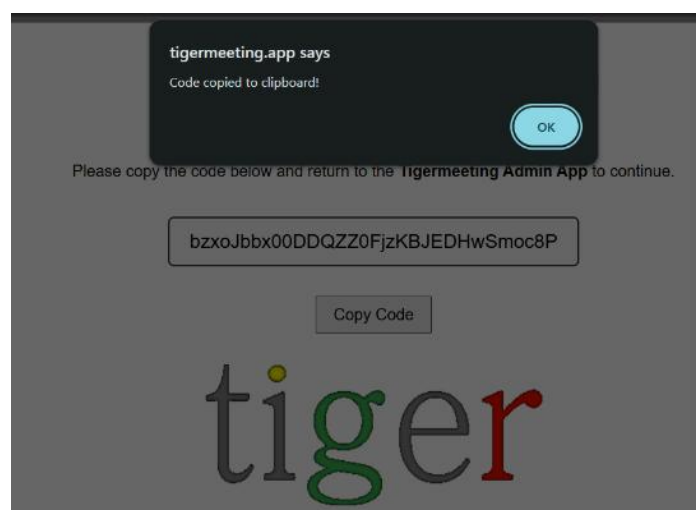 tigermeeting.app says
Code copied to clipboard!
OK
Please copy the code below and return to the Tigermeeting Admin App to continue.
bzxoJbbx00DDQZZ0FjzKBJEDHwSmoc8P
Copy Code
tiger